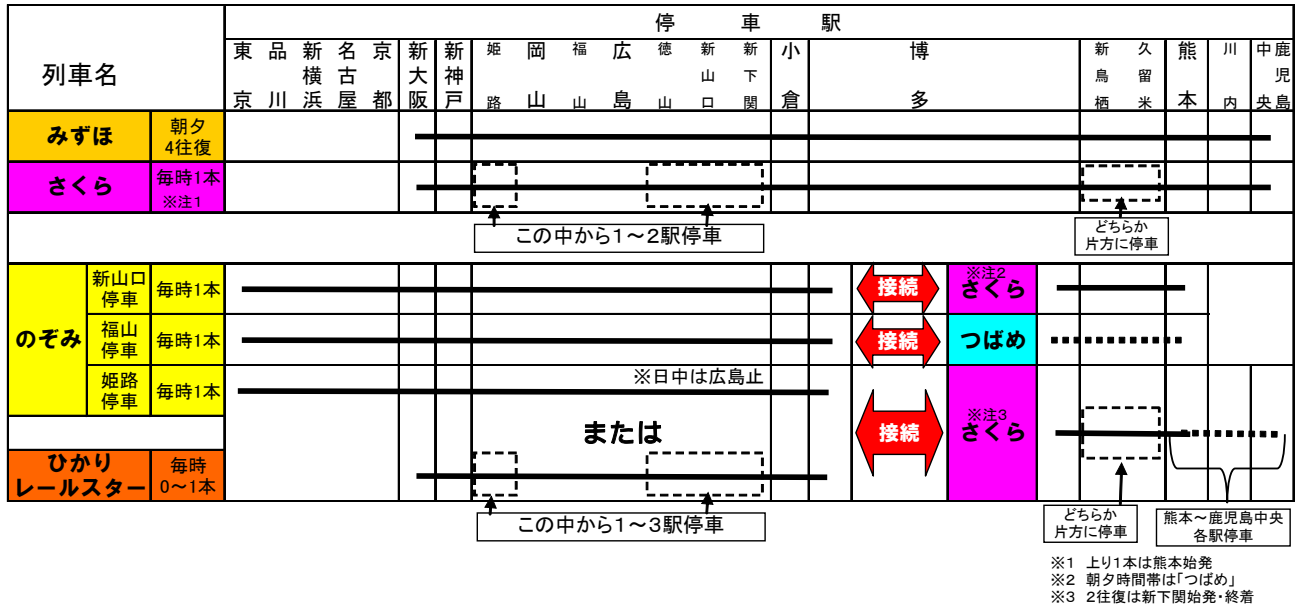 停車駅
列車名
東京 品川 新横浜 名古屋 京都 新大阪 新神戸 姫路 岡山 福山 広島 徳山 新山口 新下関 小倉 博多 新鳥栖 久留米 熊本 川内 鹿児島中央
みずほ 朝夕
4往復
さくら 毎時1本
※注1
この中から1～2駅停車
どちらか
片方に停車
のぞみ
新山口
停車
毎時1本
接続
※注2
さくら
福山
停車
毎時1本
接続
つばめ
姫路
停車
毎時1本
※日中は広島止
または
接続
※注3
さくら
ひかり
レールスター
毎時
0～1本
この中から1～3駅停車
どちらか
片方に停車
熊本～鹿児島中央
各駅停車
※1 上り1本は熊本始発
※2 朝夕時間帯は「つばめ」
※3 2往復は新下関始発・終着